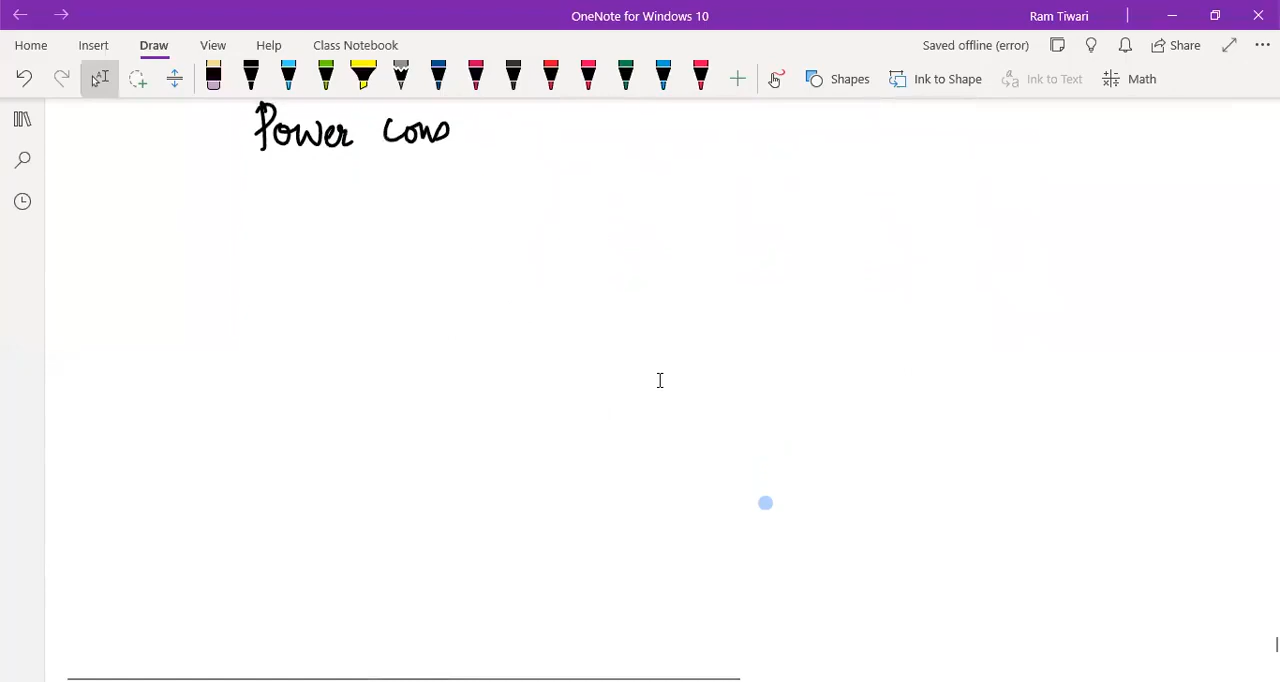 OneNote for Windows 10
Ram Tiwari
Home Insert Draw View Help Class Notebook
Saved offline (error)
Share
Shapes
Ink to Shape
Ink to Text
Math
Power cons